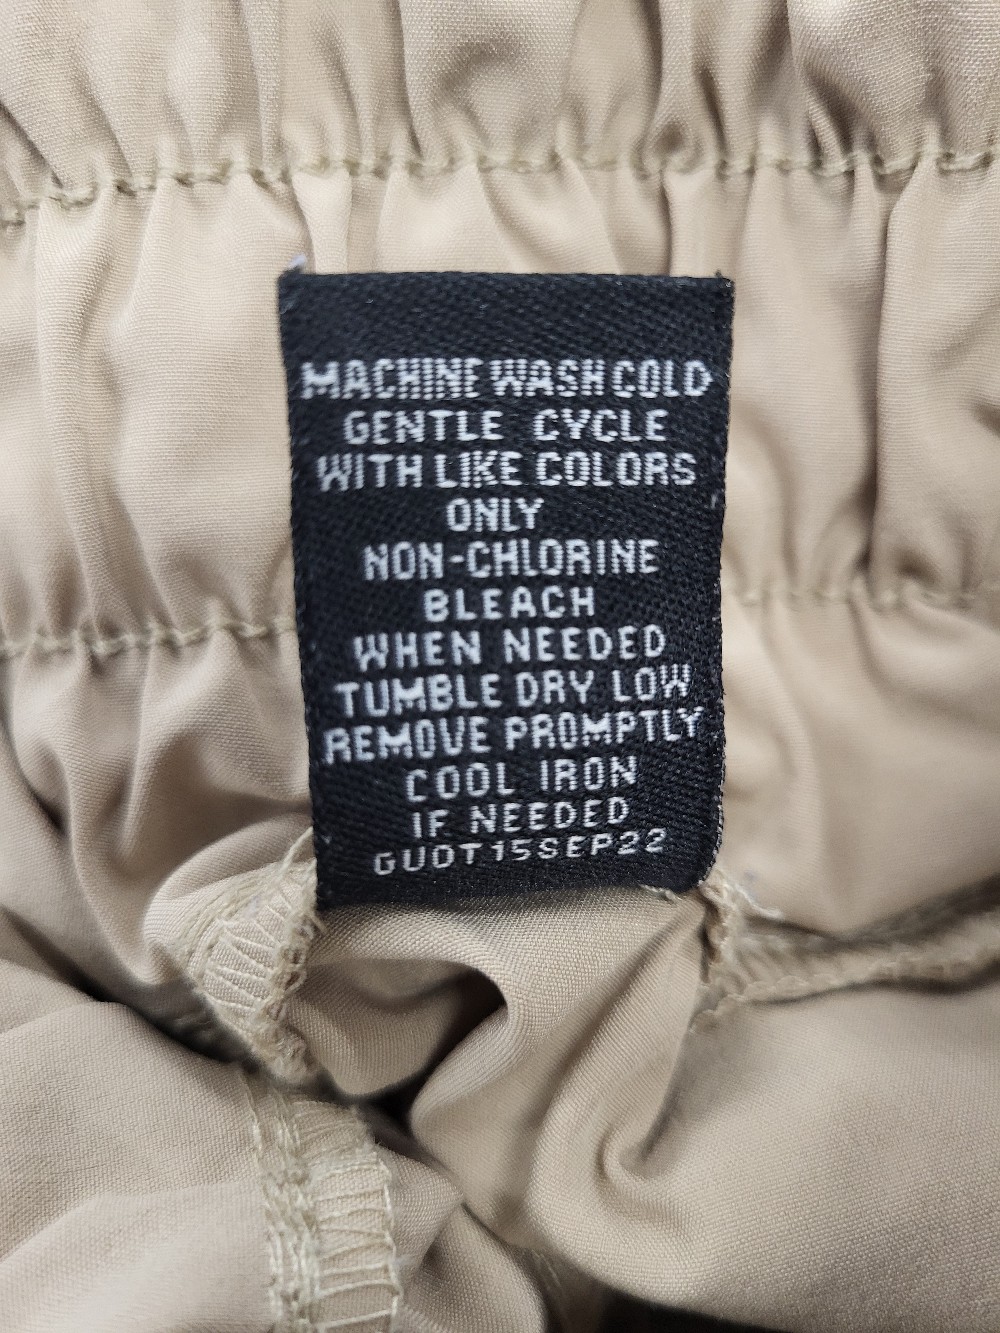 MACHINE WASH COLD
GENTLE CYCLE
WITH LIKE COLORS
ONLY
NON-CHLORINE
BLEACH
WHEN NEEDED
TUMBLE DRY LOW
REMOVE PROMPTLY
COOL IRON
IF NEEDED
GUOT15SEP22